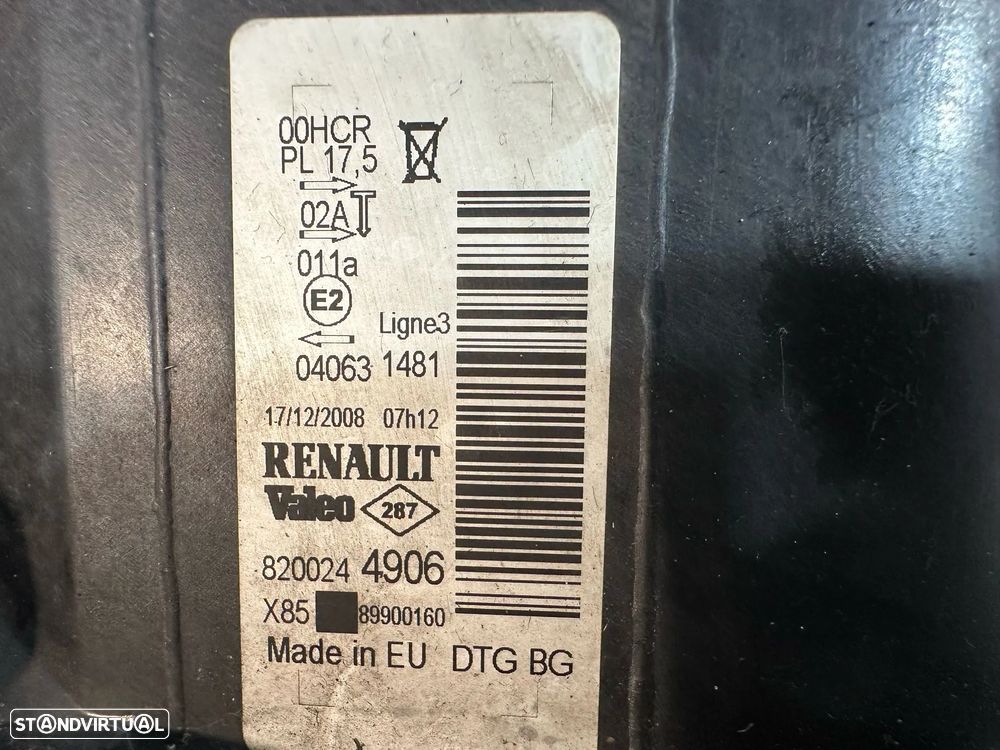 00HCR
PL 17,5
02A
011a
E2
Ligne3
04063 1481
17/12/2008 07h12
RENAULT
Valeo 287
820024 4906
X85 89900160
Made in EU DTG BG
STANDVIRTUAL